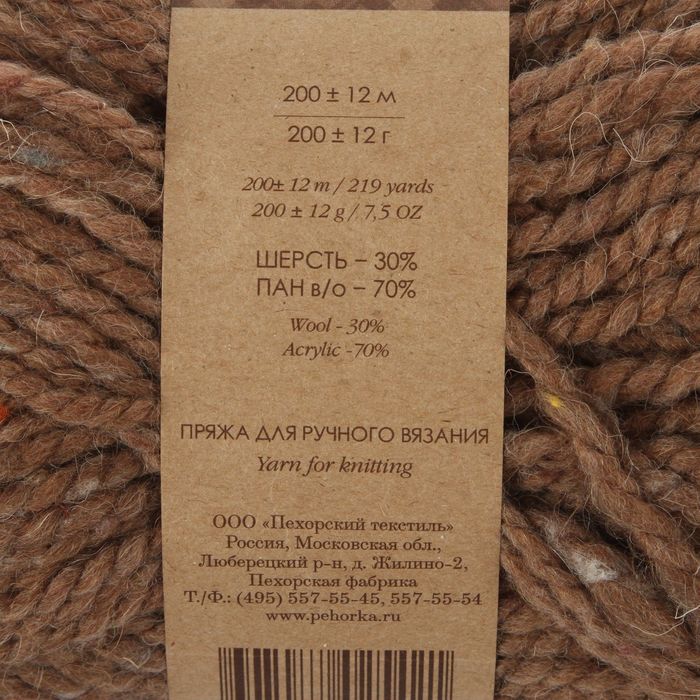 200 ± 12 м
200 ± 12 г
200± 12 m / 219 yards
200 ± 12 g / 7,5 OZ
ШЕРСТЬ – 30%
ПАН в/о – 70%
Wool - 30%
Acrylic -70%
ПРЯЖА ДЛЯ РУЧНОГО ВЯЗАНИЯ
Yarn for knitting
ООО «Пехорский текстиль»
Россия, Московская обл.,
Люберецкий р-н, д. Жилино-2,
Пехорская фабрика
Т./Ф.: (495) 557-55-45, 557-55-54
www.pehorka.ru